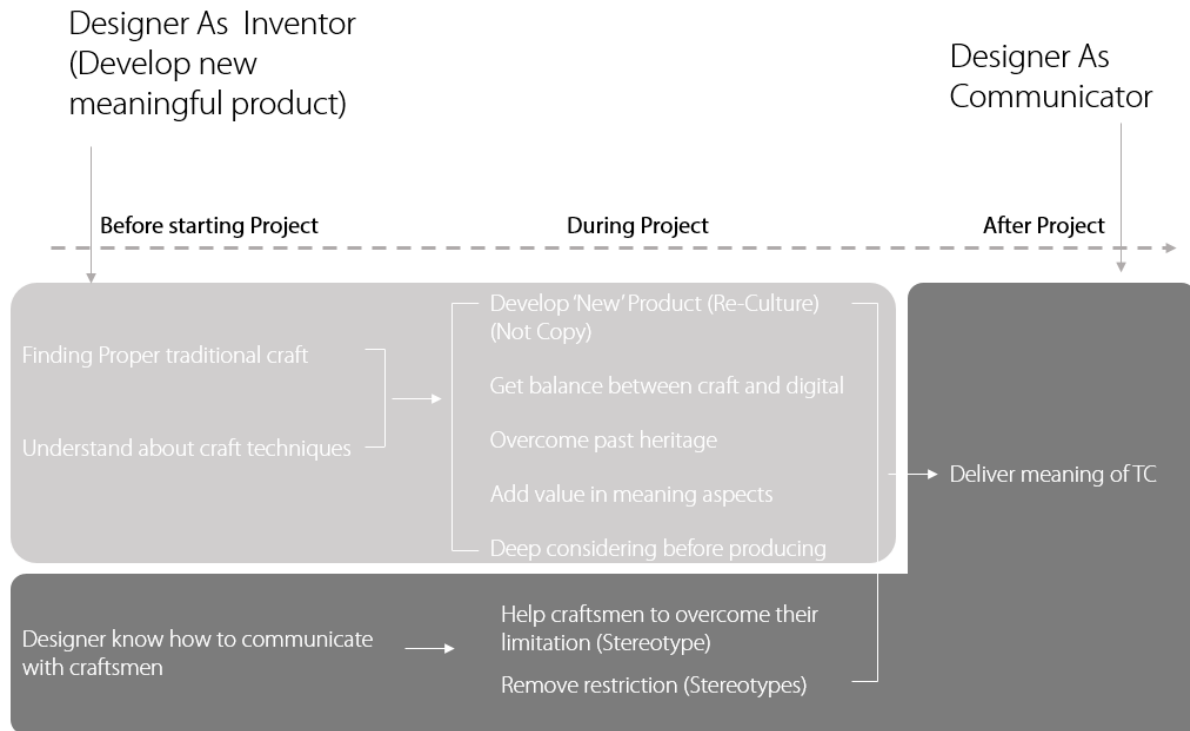 Designer As Inventor
(Develop new
meaningful product)
Designer As
Communicator
Before starting Project
During Project
After Project
Finding Proper traditional craft
Understand about craft techniques
Develop ‘New’ Product (Re-Culture)
(Not Copy)
Get balance between craft and digital
Overcome past heritage
Add value in meaning aspects
Deep considering before producing
Deliver meaning of TC
Designer know how to communicate
with craftsmen
Help craftsmen to overcome their
limitation (Stereotype)
Remove restriction (Stereotypes)